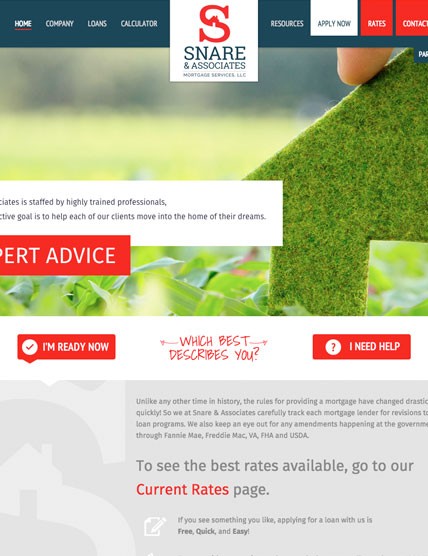 HOME
COMPANY
LOANS
CALCULATOR
S
SNARE
& ASSOCIATES
MORTGAGE SERVICES, LLC
RESOURCES
APPLY NOW
RATES
CONTACT
PAR
ciates is staffed by highly trained professionals,
ctive goal is to help each of our clients move into the home of their dreams.
PERT ADVICE
I'M READY NOW
WHICH BEST
DESCRIBES YOU?
? I NEED HELP
Unlike any other time in history, the rules for providing a mortgage have changed drastic
quickly! So we at Snare & Associates carefully track each mortgage lender for revisions to
loan programs. We also keep an eye out for any amendments happening at the governme
through Fannie Mae, Freddie Mac, VA, FHA and USDA.
To see the best rates available, go to our
Current Rates page.
If you see something you like, applying for a loan with us is
Free, Quick, and Easy!